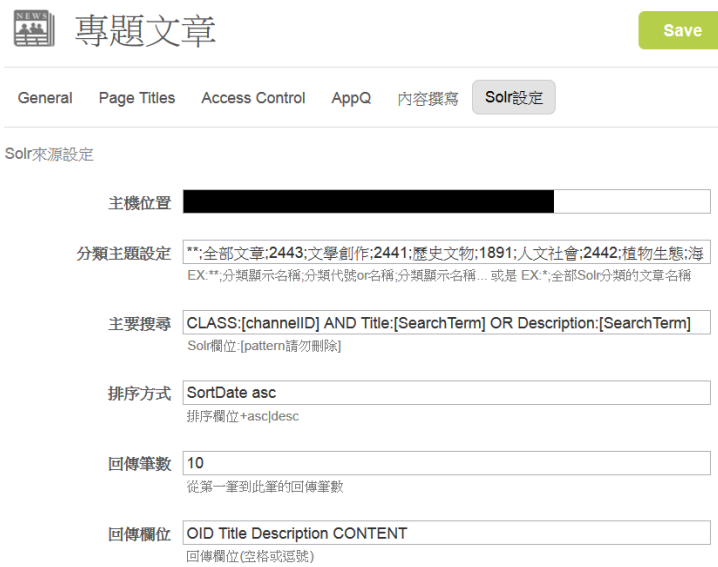 NEWS
專題文章
Save
General Page Titles Access Control AppQ 內容撰寫 Solr設定
Solr來源設定
主機位置
分類主題設定 **;全部文章;2443;文學創作;2441;歷史文物;1891;人文社會;2442;植物生態;海
EX:**;分類顯示名稱;分類代號or名稱;分類顯示名稱... 或是 EX:*;全部Solr分類的文章名稱
主要搜尋 CLASS:[channelID] AND Title:[SearchTerm] OR Description:[SearchTerm]
Solr欄位:[pattern請勿刪除]
排序方式 SortDate asc
排序欄位+asc|desc
回傳筆數 10
從第一筆到此筆的回傳筆數
回傳欄位 OID Title Description CONTENT
回傳欄位(空格或逗號)